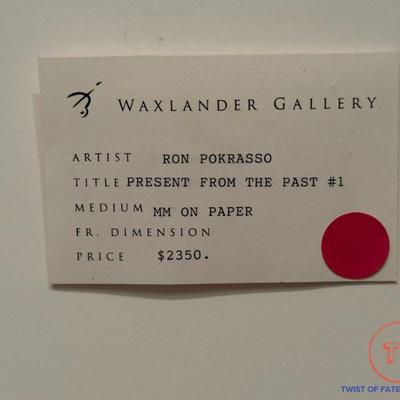 WAXLANDER GALLERY
ARTIST RON POKRASSO
TITLE PRESENT FROM THE PAST #1
MEDIUM MM ON PAPER
FR. DIMENSION
PRICE $2350.
T
TWIST OF FATE